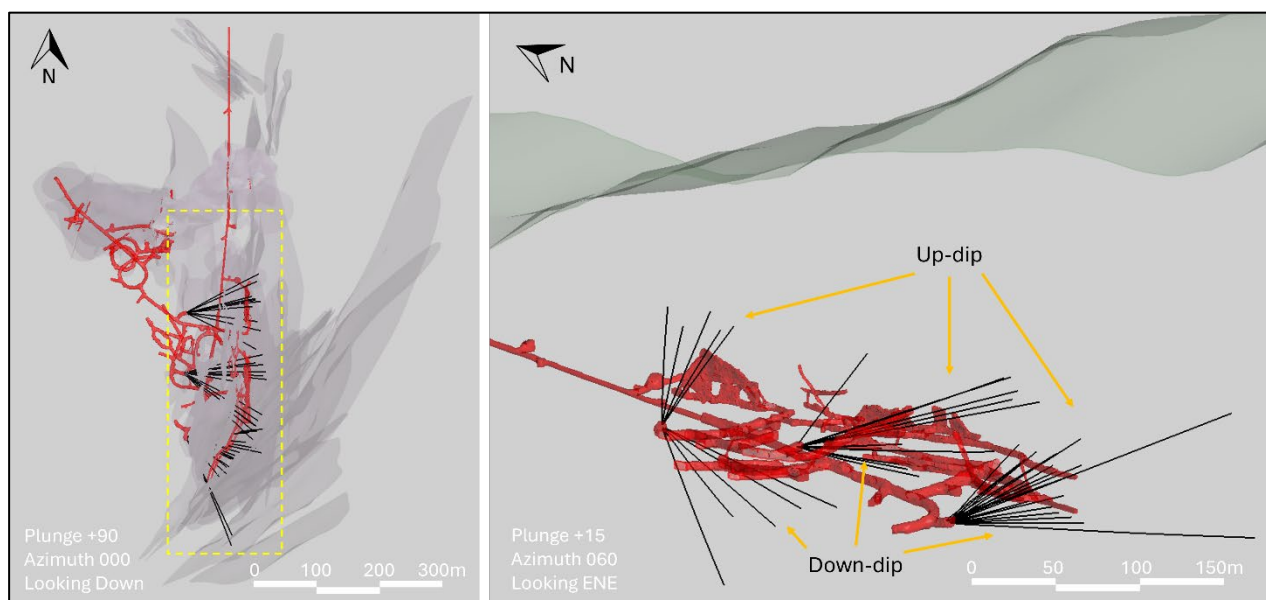 N
Plunge +90
Azimuth 000
Looking Down
0 100 200 300m
N
Up-dip
Down-dip
Plunge +15
Azimuth 060
Looking ENE
0 50 100 150m